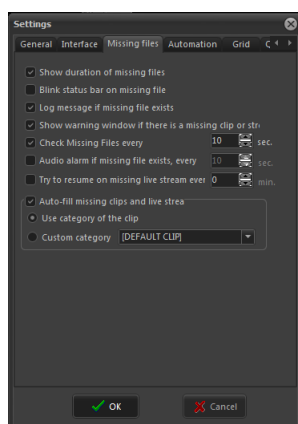 Settings
General Interface Missing files Automation Grid C
Show duration of missing files
Blink status bar on missing file
Log message if missing file exists
Show warning window if there is a missing clip or stre
Check Missing Files every 10 sec.
Audio alarm if missing file exists, every 10 sec.
Try to resume on missing live stream ever 0 min.
Auto-fill missing clips and live strea
Use category of the clip
Custom category [DEFAULT CLIP]
OK Cancel